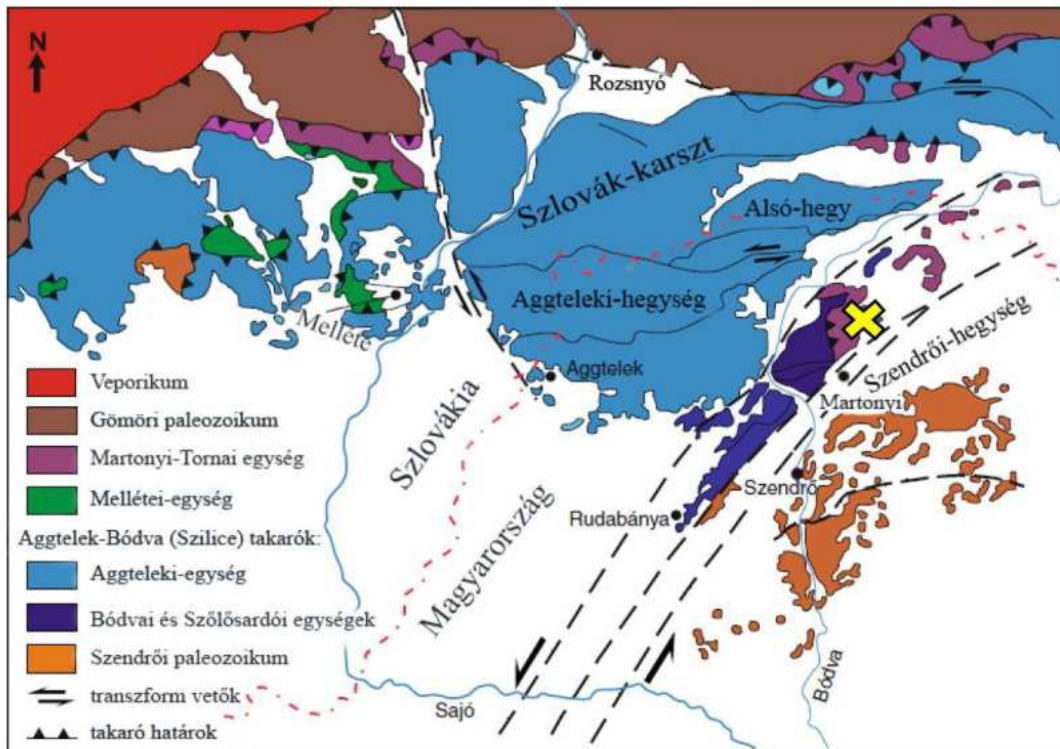 N
Rozsnyó
Szlovák-karszt
Alsó-hegy
Aggteleki-hegység
Melléte
Szendrői-hegység
Aggtelek
Martonyi
Szlovákia
Szendrő
Rudabánya
Magyarország
Bódva
Sajó
Veporikum
Gömöri paleozoikum
Martonyi-Tornai egység
Mellétei-egység
Aggtelek-Bódva (Szilice) takarók:
Aggteleki-egység
Bódvai és Szőlősardói egységek
Szendrői paleozoikum
transzform vetők
takaró határok